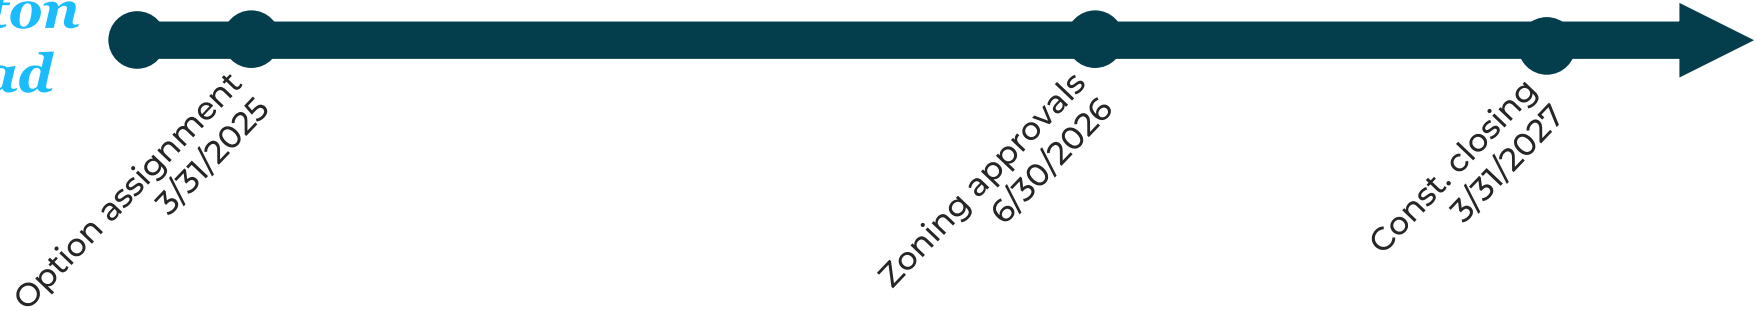 ton
ad
Option assignment
3/31/2025
Zoning approvals
6/30/2026
Const. closing
3/31/2027